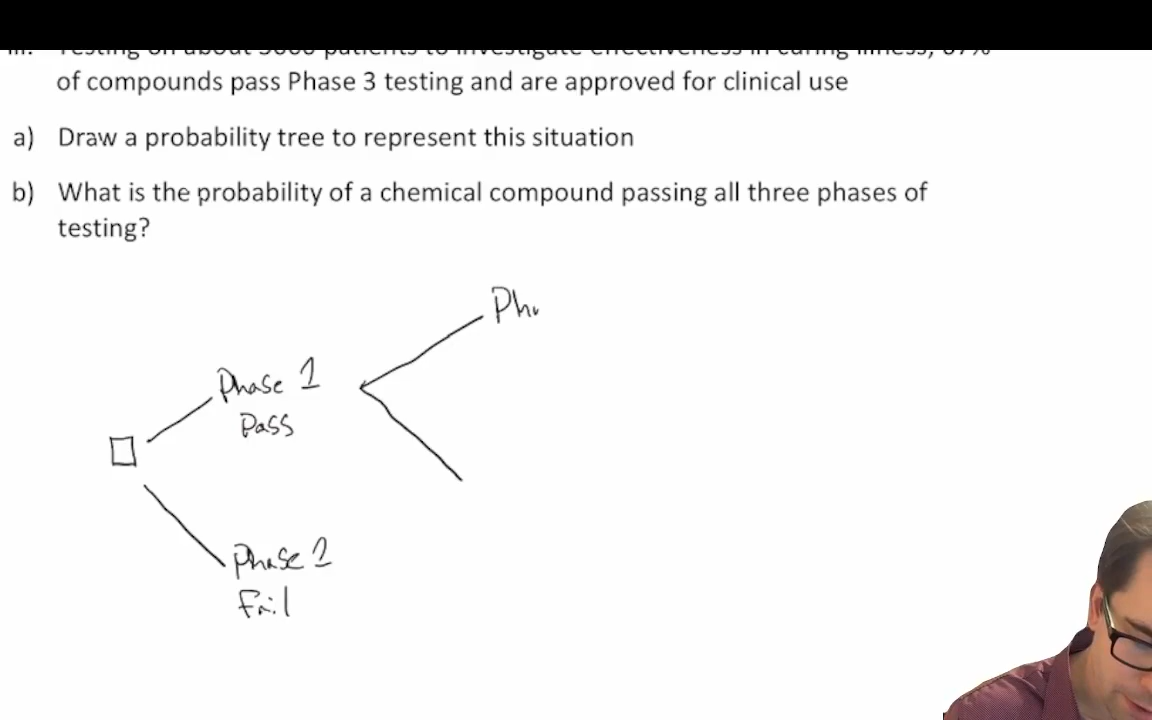 of compounds pass Phase 3 testing and are approved for clinical use
a) Draw a probability tree to represent this situation
b) What is the probability of a chemical compound passing all three phases of
testing?
Pha
Phase 1
Pass
Phase 1
Fail